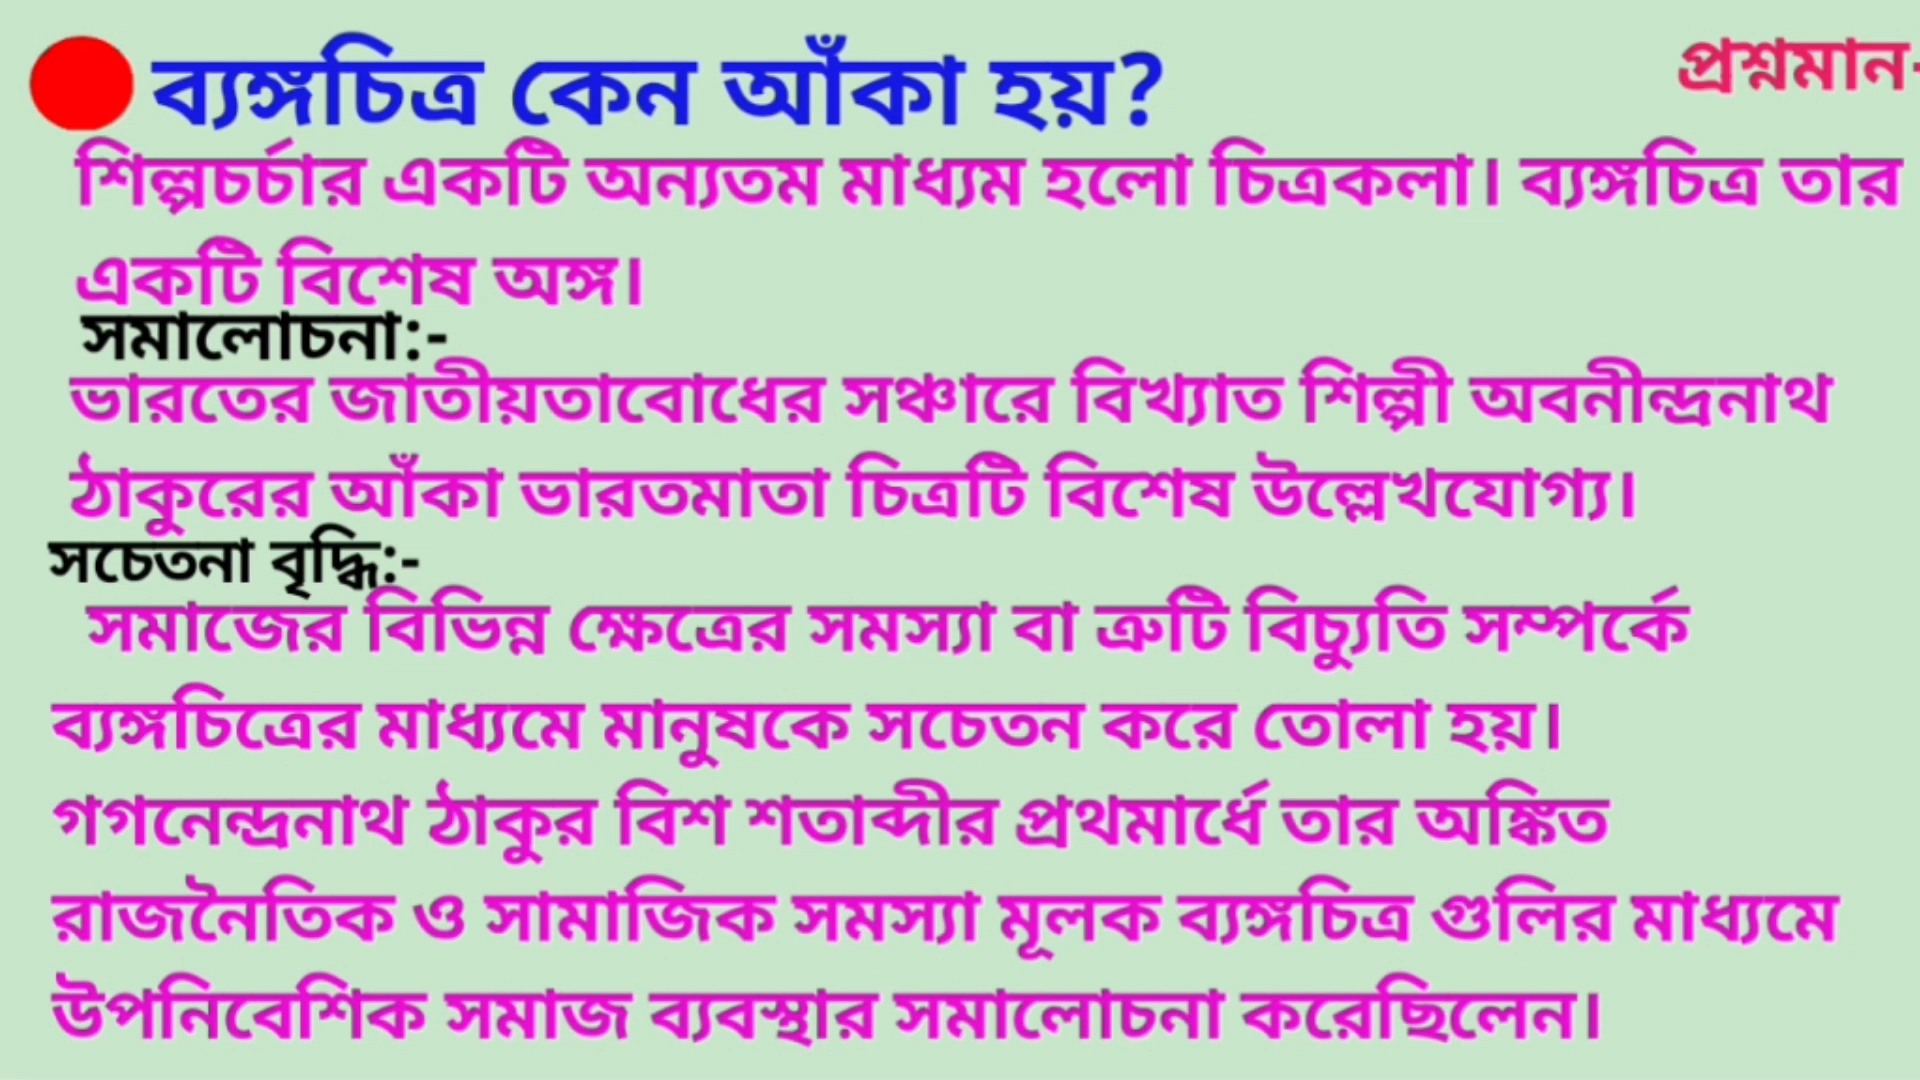 ব্যঙ্গচিত্র কেন আঁকা হয়?
প্রশ্নমান-
শিল্পচর্চার একটি অন্যতম মাধ্যম হলো চিত্রকলা। ব্যঙ্গচিত্র তার
একটি বিশেষ অঙ্গ।
সমালোচনা:-
ভারতের জাতীয়তাবোধের সঞ্চারে বিখ্যাত শিল্পী অবনীন্দ্রনাথ
ঠাকুরের আঁকা ভারতমাতা চিত্রটি বিশেষ উল্লেখযোগ্য।
সচেতনা বৃদ্ধি:-
সমাজের বিভিন্ন ক্ষেত্রের সমস্যা বা ত্রুটি বিচ্যুতি সম্পর্কে
ব্যঙ্গচিত্রের মাধ্যমে মানুষকে সচেতন করে তোলা হয়।
গগনেন্দ্রনাথ ঠাকুর বিশ শতাব্দীর প্রথমার্ধে তার অঙ্কিত
রাজনৈতিক ও সামাজিক সমস্যা মূলক ব্যঙ্গচিত্র গুলির মাধ্যমে
উপনিবেশিক সমাজ ব্যবস্থার সমালোচনা করেছিলেন।